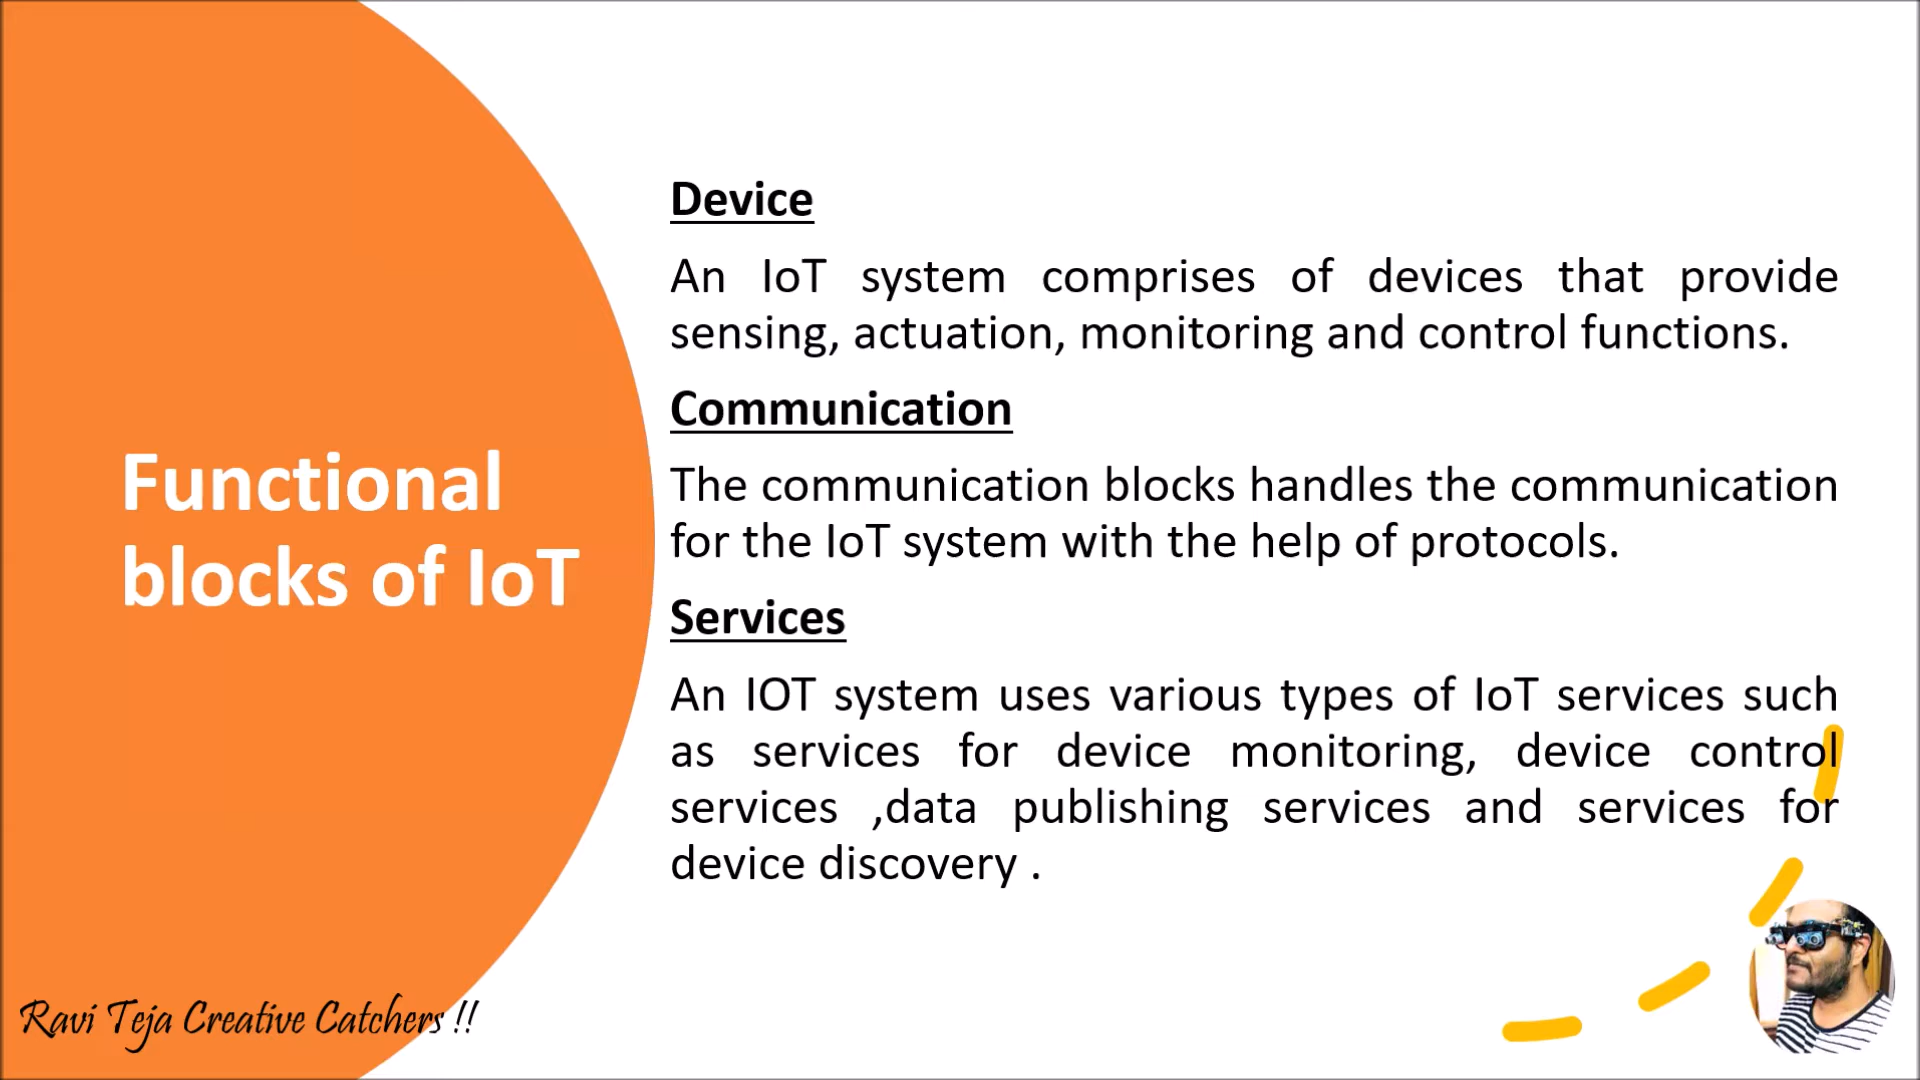 Functional
blocks of IoT
Device
An IoT system comprises of devices that provide
sensing, actuation, monitoring and control functions.
Communication
The communication blocks handles the communication
for the IoT system with the help of protocols.
Services
An IOT system uses various types of IoT services such
as services for device monitoring, device control
services ,data publishing services and services for
device discovery .
Ravi Teja Creative Catchers !!